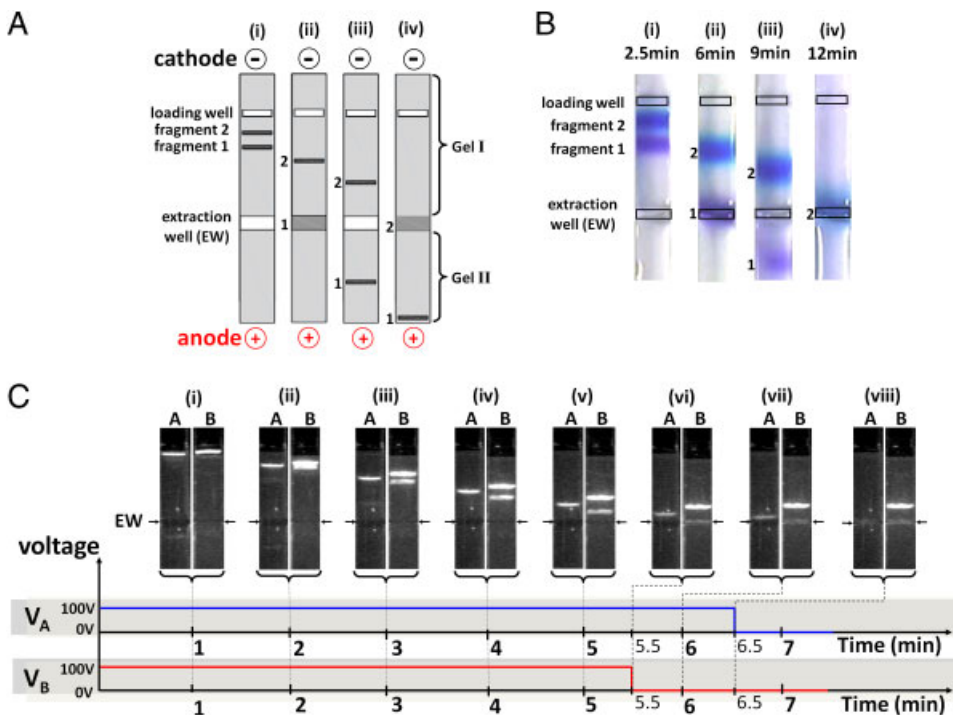 A
(i) (ii) (iii) (iv)
cathode - - - -
loading well
fragment 2
fragment 1
2
2
Gel I
extraction
well (EW)
1
2
1
1
Gel II
anode + + + +
B
(i) (ii) (iii) (iv)
2.5min 6min 9min 12min
loading well
fragment 2
fragment 1
2
2
extraction
well (EW)
1
2
1
C
(i) (ii) (iii) (iv) (v) (vi) (vii) (viii)
A B A B A B A B A B A B A B A B
EW
voltage
VA 100V
0V
1 2 3 4 5 5.5 6 6.5 7 Time (min)
VB 100V
0V
1 2 3 4 5 5.5 6 6.5 7 Time (min)